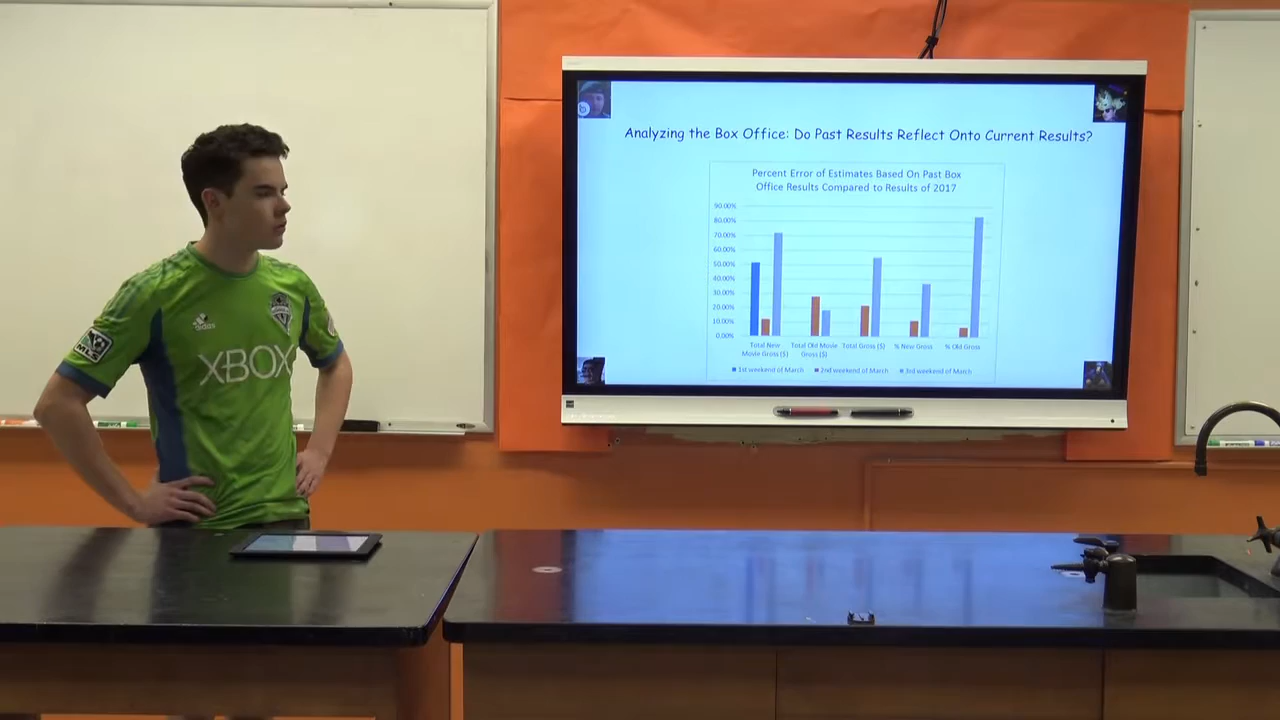 Analyzing the Box Office: Do Past Results Reflect Onto Current Results?
Percent Error of Estimates Based On Past Box
Office Results Compared to Results of 2017
90.00%
80.00%
70.00%
60.00%
50.00%
40.00%
30.00%
20.00%
10.00%
0.00%
Total New
Movie Gross ($)
Total Old Movie
Gross ($)
Total Gross ($)
% New Gross
% Old Gross
1st weekend of March
2nd weekend of March
3rd weekend of March
adidas
XBOX
MLS